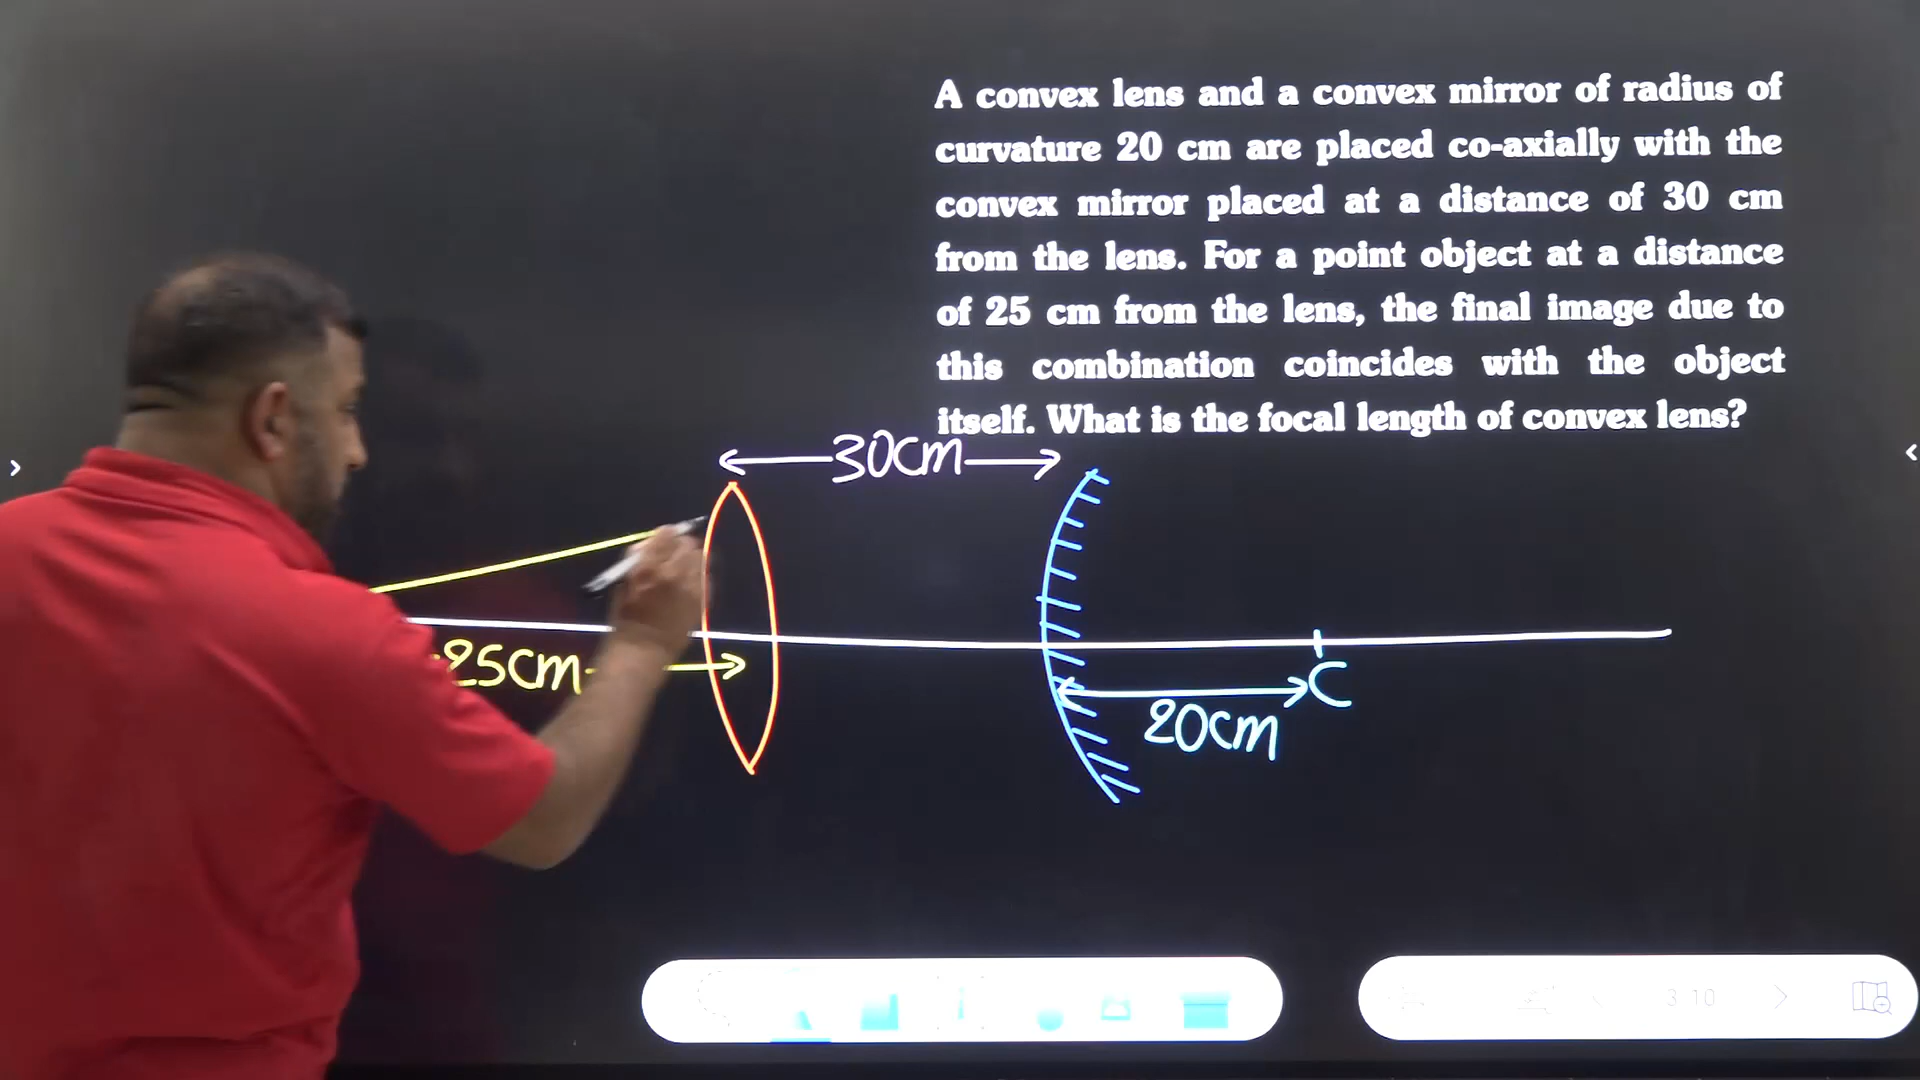 A convex lens and a convex mirror of radius of
curvature 20 cm are placed co-axially with the
convex mirror placed at a distance of 30 cm
from the lens. For a point object at a distance
of 25 cm from the lens, the final image due to
this combination coincides with the object
itself. What is the focal length of convex lens?
30cm
25cm
C
20cm
3 10